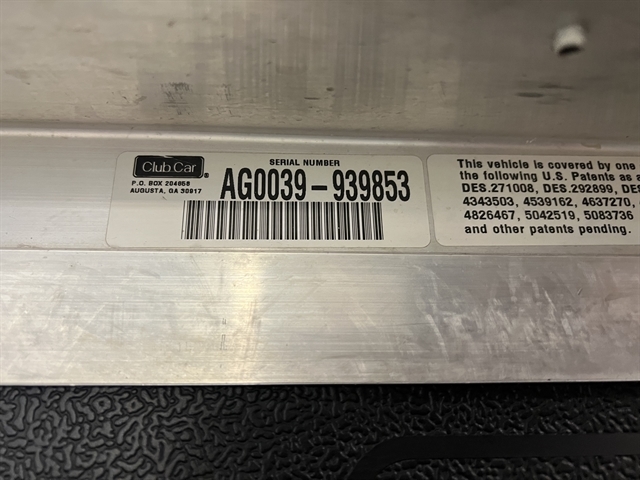 Club Car®
P.O. BOX 204658
AUGUSTA, GA 30917
SERIAL NUMBER
AG0039-939853
This vehicle is covered by one
the following U.S. Patents as a
DES.271008, DES.292899, DE
4343503, 4539162, 4637270,
4826467, 5042519, 5083736
and other patents pending.